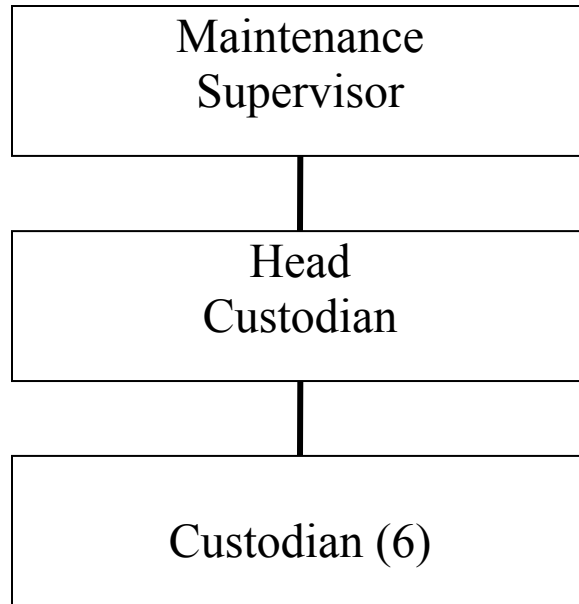 Maintenance
Supervisor
Head
Custodian
Custodian (6)